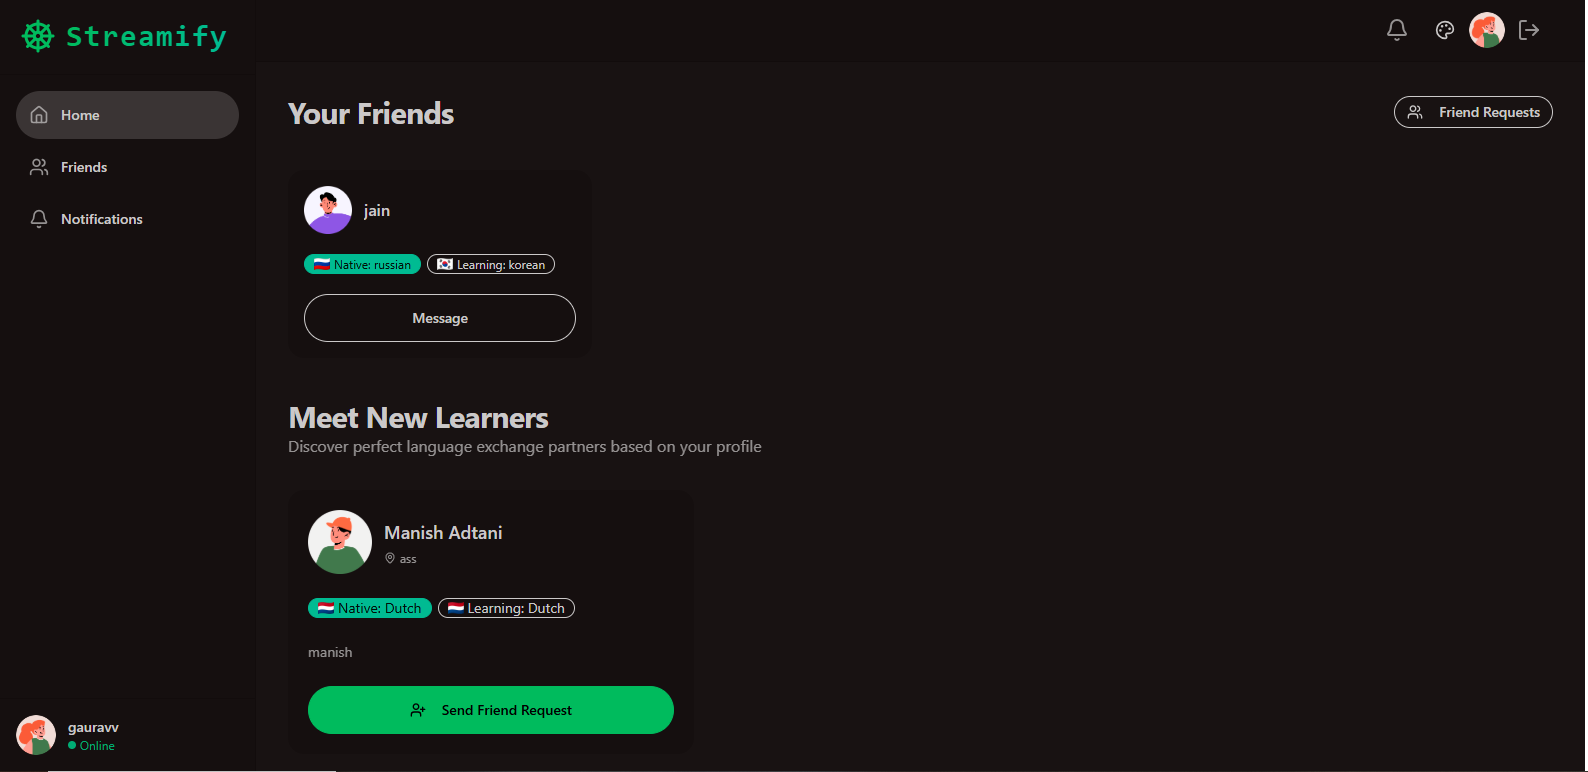 Streamify
Home
Friends
Notifications
Your Friends
Friend Requests
jain
Native: russian
Learning: korean
Message
Meet New Learners
Discover perfect language exchange partners based on your profile
Manish Adtani
ass
Native: Dutch
Learning: Dutch
manish
Send Friend Request
gauravv
Online